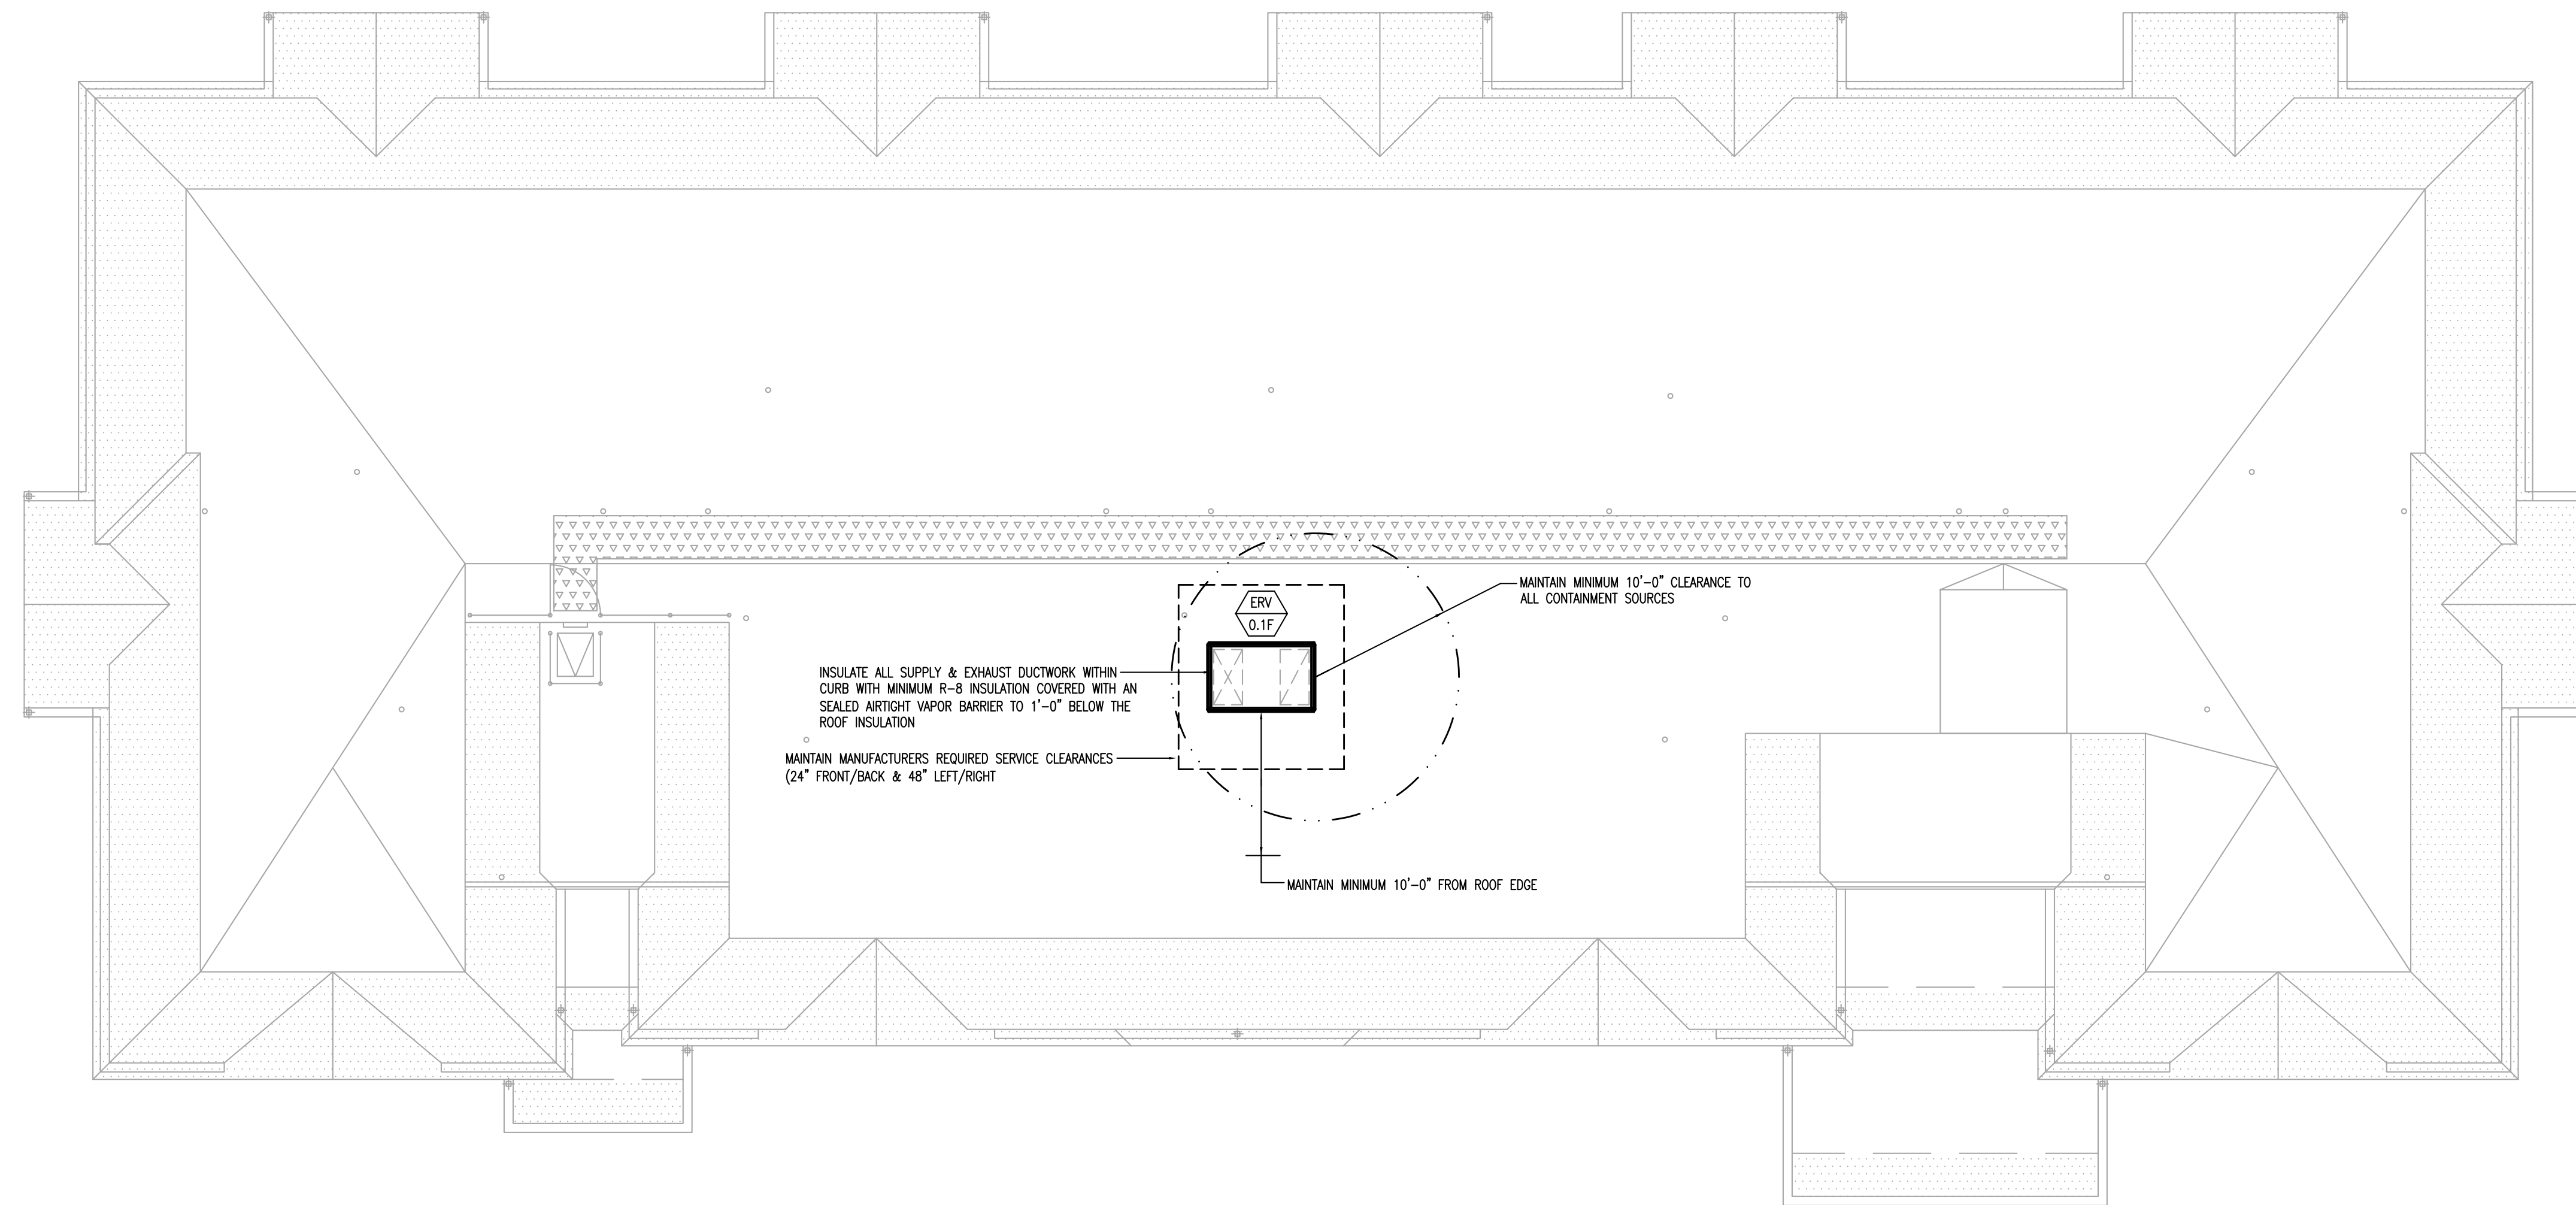 ERV
0.1F
MAINTAIN MINIMUM 10'-0" CLEARANCE TO
ALL CONTAINMENT SOURCES
INSULATE ALL SUPPLY & EXHAUST DUCTWORK WITHIN
CURB WITH MINIMUM R-8 INSULATION COVERED WITH AN
SEALED AIRTIGHT VAPOR BARRIER TO 1'-0" BELOW THE
ROOF INSULATION
MAINTAIN MANUFACTURERS REQUIRED SERVICE CLEARANCES
(24" FRONT/BACK & 48" LEFT/RIGHT
MAINTAIN MINIMUM 10'-0" FROM ROOF EDGE